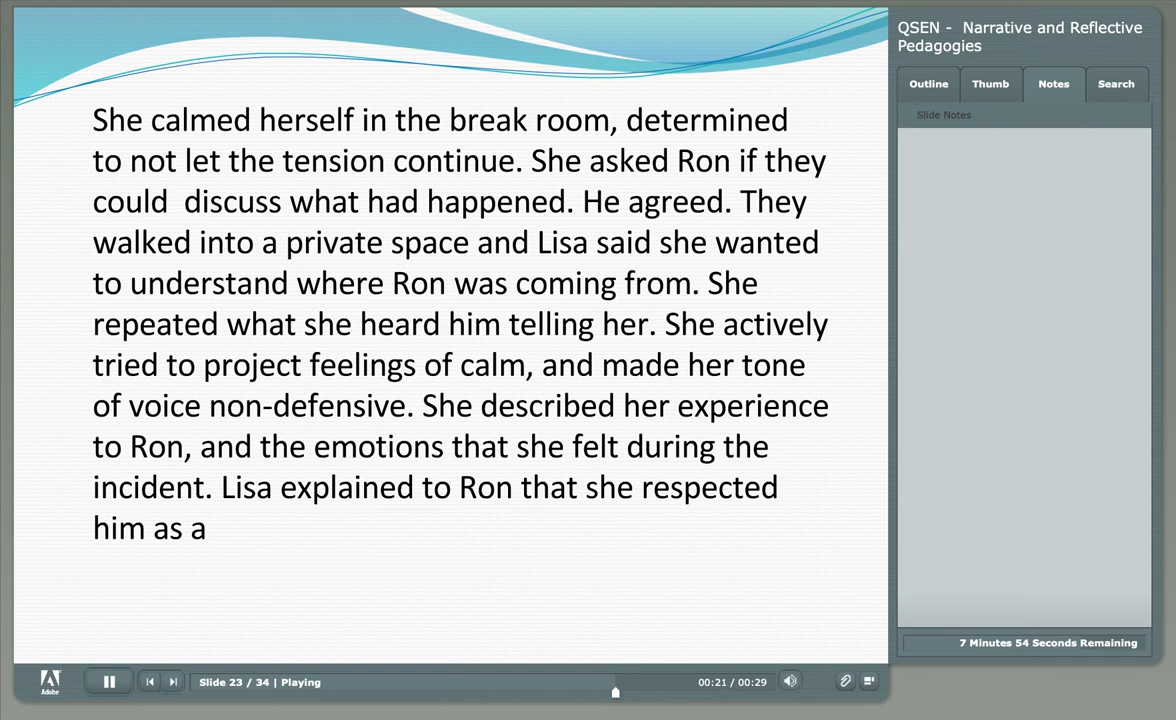 QSEN -  Narrative and Reflective
Pedagogies
Outline
Thumb
Notes
Search
Slide Notes
She calmed herself in the break room, determined
to not let the tension continue. She asked Ron if they
could  discuss what had happened. He agreed. They
walked into a private space and Lisa said she wanted
to understand where Ron was coming from. She
repeated what she heard him telling her. She actively
tried to project feelings of calm, and made her tone
of voice non-defensive. She described her experience
to Ron, and the emotions that she felt during the
incident. Lisa explained to Ron that she respected
him as a
7 Minutes 54 Seconds Remaining
Adobe
Slide 23 / 34 | Playing
00:21 / 00:29